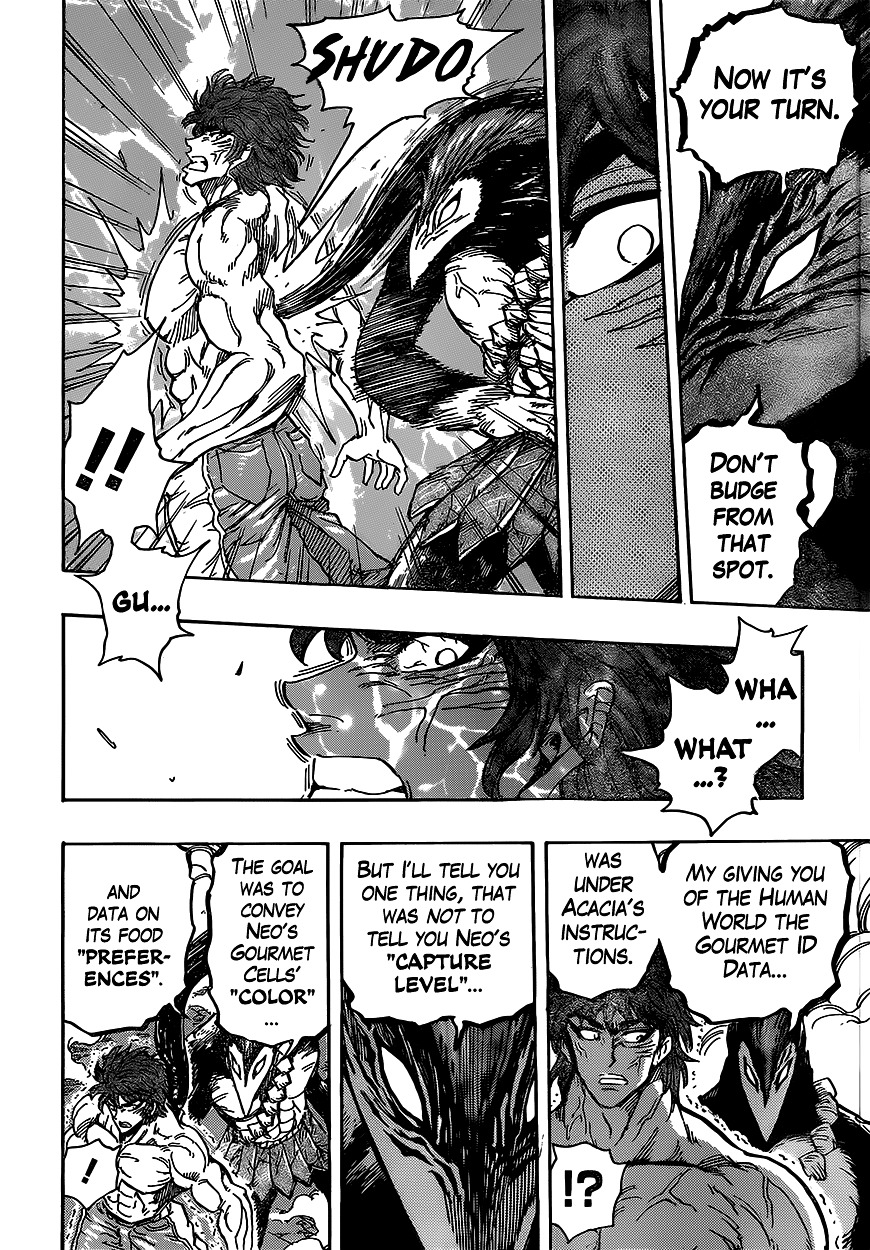 NOW IT'S
YOUR TURN.
DON'T
BUDGE
FROM
THAT
SPOT.
SHUDO
!!
GU...
WHA
...
WHAT
...?
MY GIVING YOU
OF THE HUMAN
WORLD THE
GOURMET ID
DATA...
WAS
UNDER
ACACIA'S
INSTRUC-
TIONS.
!?
BUT I'LL TELL YOU
ONE THING, THAT
WAS NOT TO
TELL YOU NEO'S
"CAPTURE
LEVEL"...
THE GOAL
WAS TO
CONVEY
NEO'S
GOURMET
CELLS'
"COLOR"
...
AND
DATA ON
ITS FOOD
"PREFER-
ENCES".
!